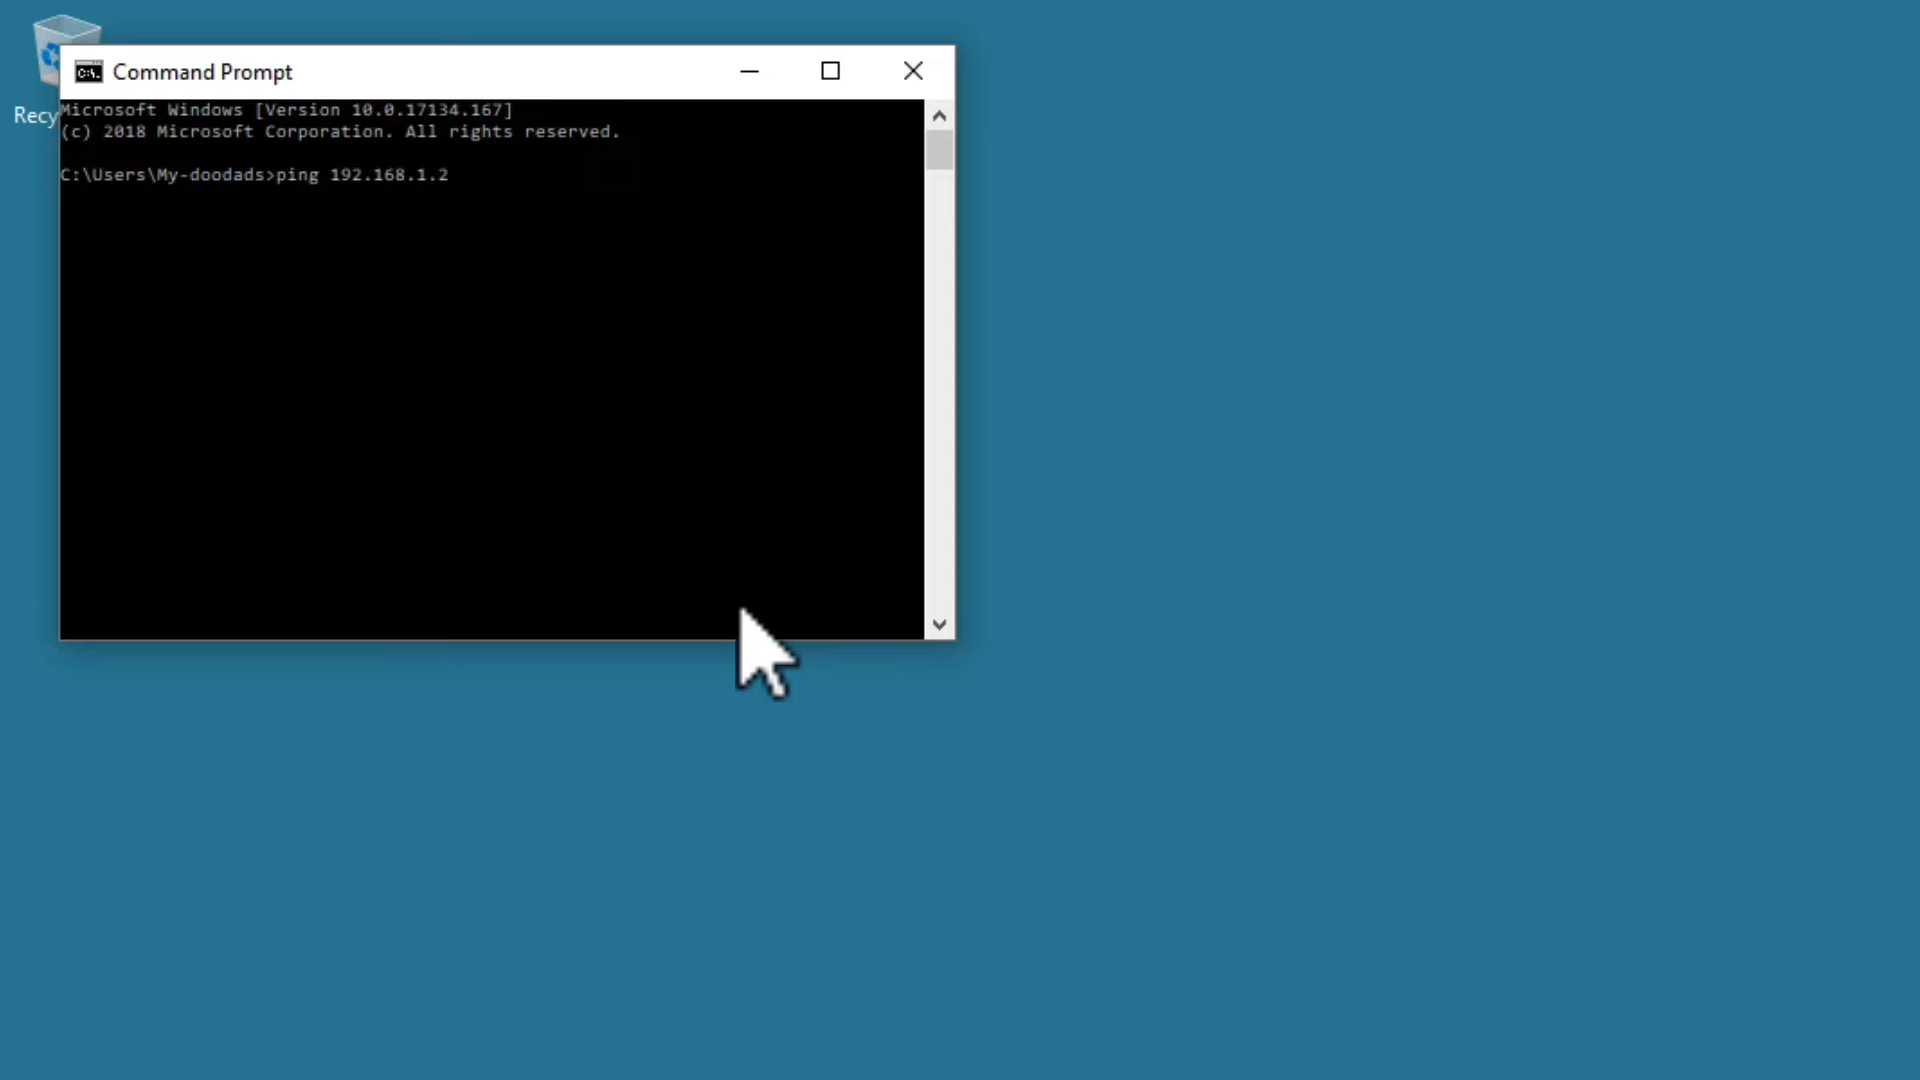 Command Prompt
Microsoft Windows [Version 10.0.17134.167]
(c) 2018 Microsoft Corporation. All rights reserved.
C:\Users\My-doodads>ping 192.168.1.2
Recy